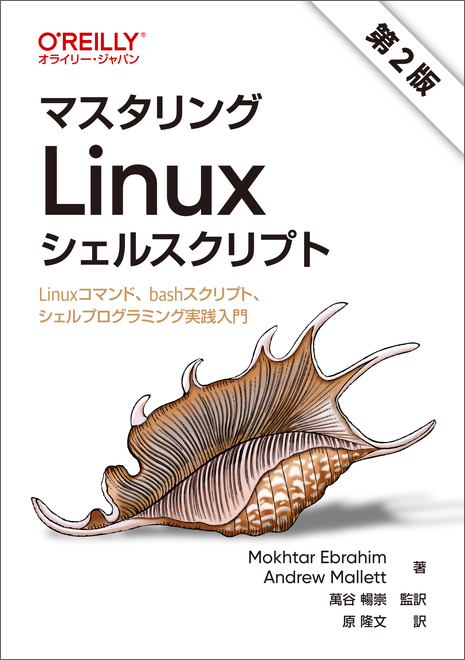 O'REILLY®
オライリー・ジャパン
第2版
マスタリング
Linux
シェルスクリプト
Linuxコマンド、bashスクリプト、
シェルプログラミング実践入門
Mokhtar Ebrahim
Andrew Mallett 著
萬谷 暢崇 監訳
原 隆文 訳